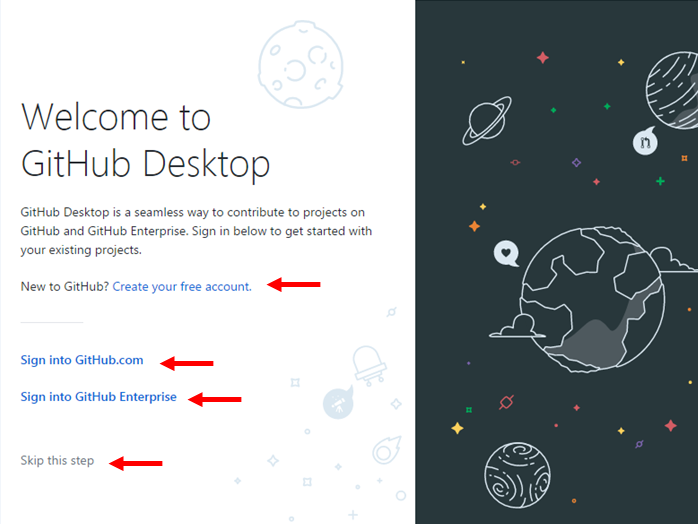 Welcome to
GitHub Desktop
GitHub Desktop is a seamless way to contribute to projects on
GitHub and GitHub Enterprise. Sign in below to get started with
your existing projects.
New to GitHub? Create your free account.
Sign into GitHub.com
Sign into GitHub Enterprise
Skip this step